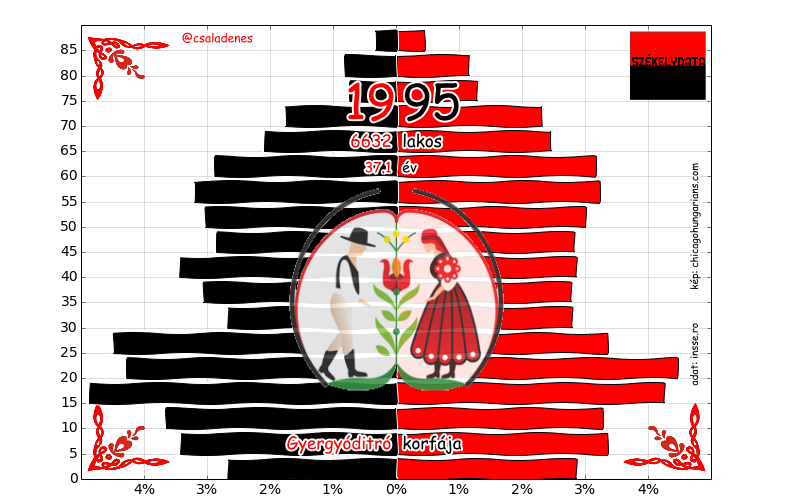 @csaladenes
SZÉKELYDATA
1995
6632 lakos
37.1 év
85
80
75
70
65
60
55
50
45
40
35
30
25
20
15
10
5
0
kép: chicagohungarians.com
adat: insse.ro
Gyergyóditró korfája
4% 3% 2% 1% 0% 1% 2% 3% 4%